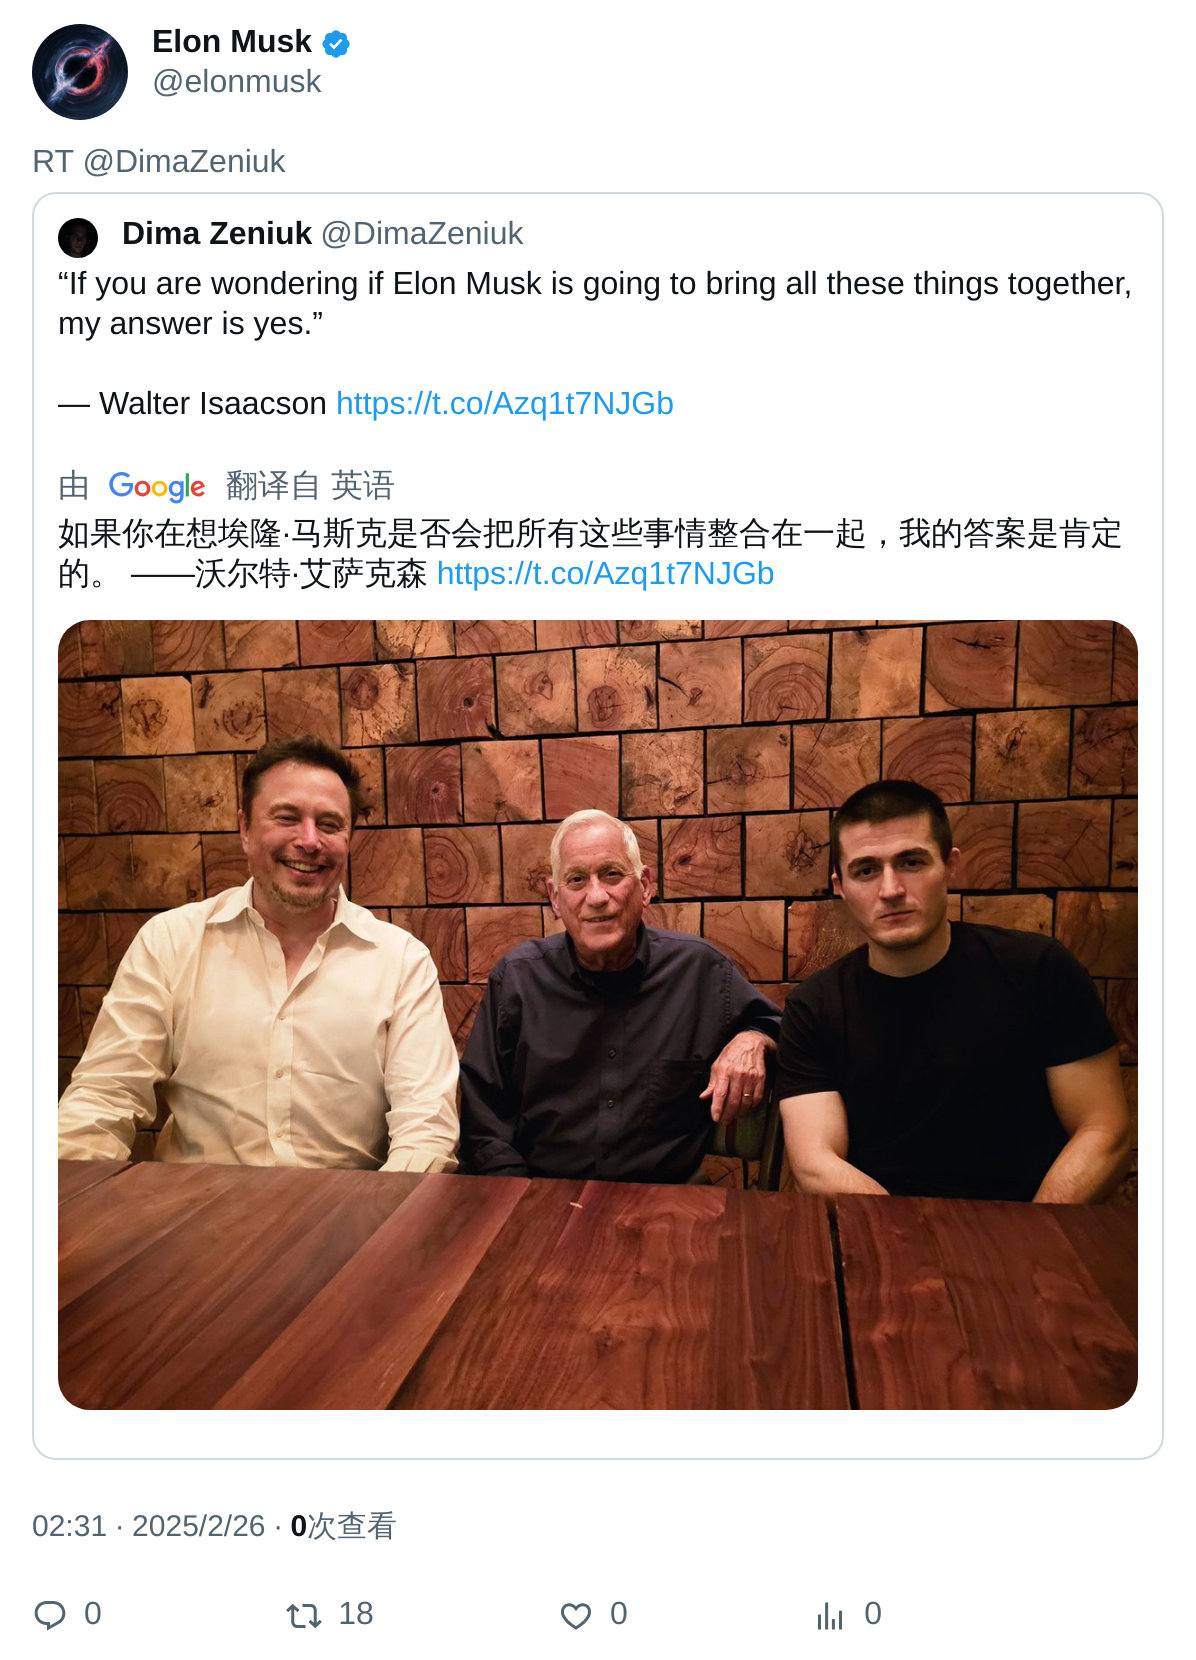 Elon Musk
@elonmusk
RT @DimaZeniuk
Dima Zeniuk @DimaZeniuk
“If you are wondering if Elon Musk is going to bring all these things together,
my answer is yes.”
— Walter Isaacson https://t.co/Azq1t7NJGb
由 Google 翻译自 英语
如果你在想埃隆·马斯克是否会把所有这些事情整合在一起，我的答案是肯定
的。 ——沃尔特·艾萨克森 https://t.co/Azq1t7NJGb
02:31 · 2025/2/26 · 0次查看
0 18 0 0